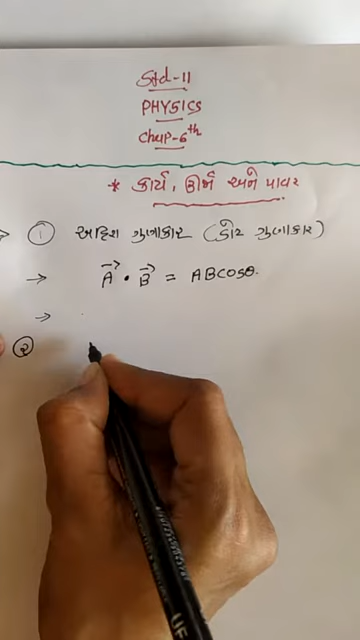 Std-11
PHYSICS
Chap-6th
* કાર્ય, ઊર્જા અને પાવર
→ ① અદિશ ગુણાકાર (ડોટ ગુણાકાર)
→ A⃗ • B⃗ = ABcosθ.
→
②